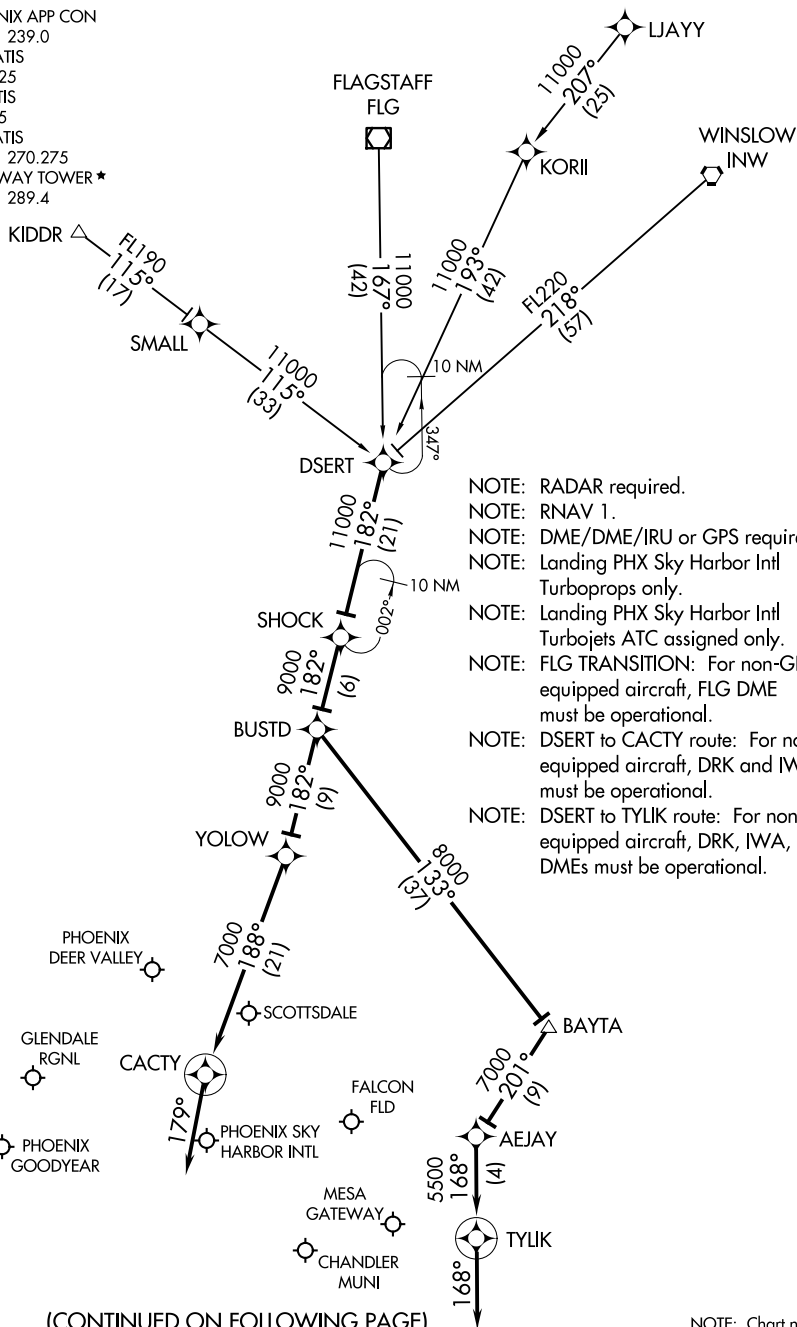 NIX APP CON
239.0
ATIS
25
TIS
5
ATIS
270.275
WAY TOWER ★
289.4
LJAYY
11000
207°
(25)
FLAGSTAFF
FLG
KORII
WINSLOW
INW
KIDDR
FL190
115°
(17)
SMALL
11000
167°
(42)
11000
193°
(42)
FL220
218°
(57)
11000
115°
(33)
10 NM
347°
DSERT
11000
182°
(21)
10 NM
002°
SHOCK
9000
182°
(6)
BUSTD
9000
182°
(9)
YOLOW
NOTE: RADAR required.
NOTE: RNAV 1.
NOTE: DME/DME/IRU or GPS require
NOTE: Landing PHX Sky Harbor Intl
Turboprops only.
NOTE: Landing PHX Sky Harbor Intl
Turbojets ATC assigned only.
NOTE: FLG TRANSITION: For non-GP
equipped aircraft, FLG DME
must be operational.
NOTE: DSERT to CACTY route: For no
equipped aircraft, DRK and IW
must be operational.
NOTE: DSERT to TYLIK route: For non
equipped aircraft, DRK, IWA,
DMEs must be operational.
8000
133°
(37)
7000
188°
(21)
PHOENIX
DEER VALLEY
SCOTTSDALE
BAYTA
GLENDALE
RGNL
CACTY
7000
201°
(9)
FALCON
FLD
179°
PHOENIX SKY
HARBOR INTL
AEJAY
PHOENIX
GOODYEAR
5500
168°
(4)
MESA
GATEWAY
TYLIK
CHANDLER
MUNI
168°
(CONTINUED ON FOLLOWING PAGE)
NOTE: Chart n